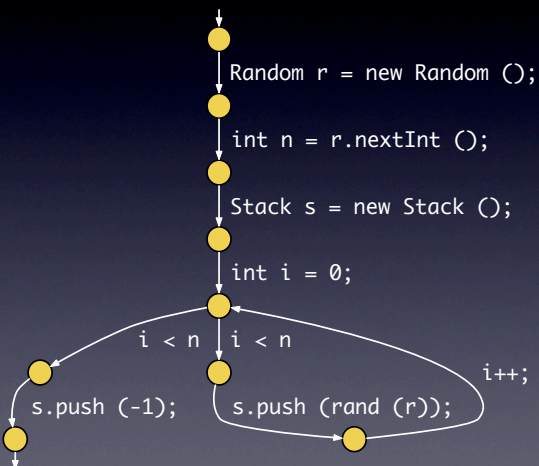 Random r = new Random ();
int n = r.nextInt ();
Stack s = new Stack ();
int i = 0;
i < n
i < n
i++;
s.push (-1);
s.push (rand (r));